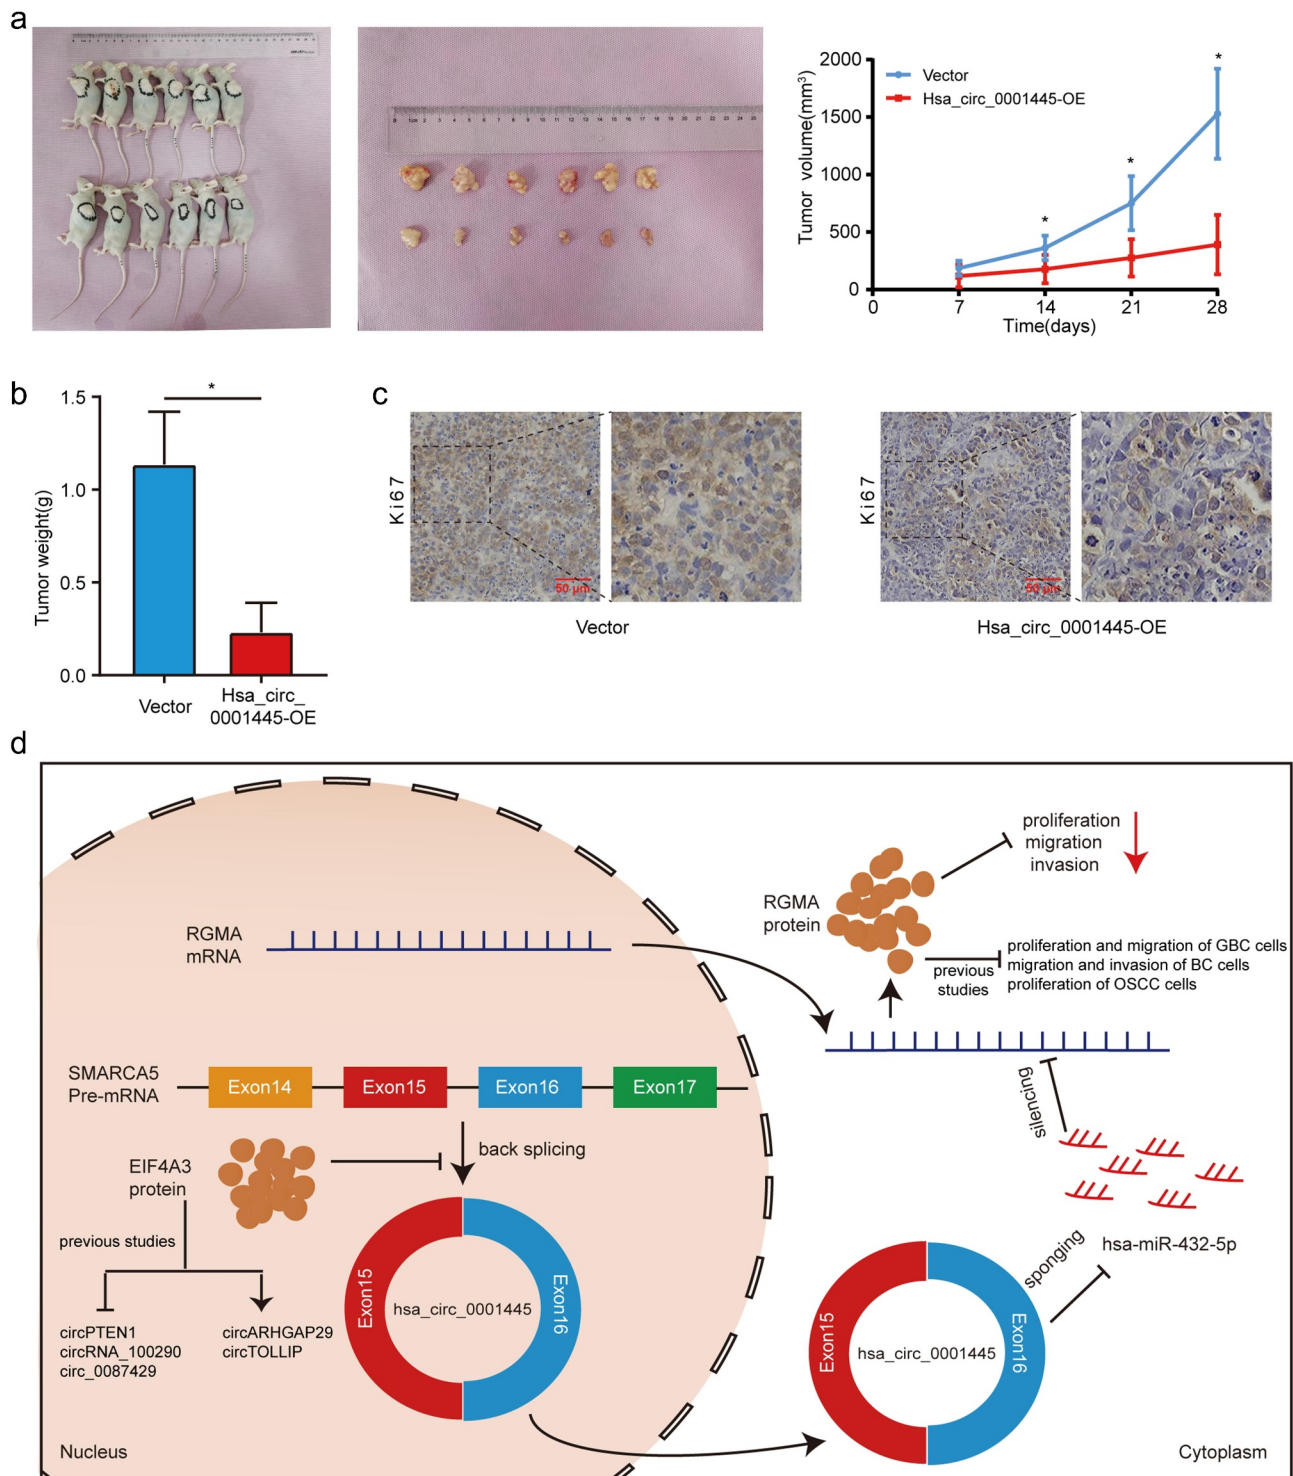 a
2000
1500
1000
500
0
Tumor volume(mm³)
Vector
Hsa_circ_0001445-OE
*
*
*
0
7
14
21
28
Time(days)
b
1.5
1.0
0.5
0.0
Tumor weight(g)
*
Vector
Hsa_circ_
0001445-OE
c
Ki67
50 μm
Vector
Ki67
50 μm
Hsa_circ_0001445-OE
d
proliferation
migration
invasion
RGMA
protein
previous
studies
proliferation and migration of GBC cells
migration and invasion of BC cells
proliferation of OSCC cells
RGMA
mRNA
SMARCA5
Pre-mRNA
Exon14
Exon15
Exon16
Exon17
silencing
back splicing
EIF4A3
protein
previous studies
circPTEN1
circRNA_100290
circ_0087429
circARHGAP29
circTOLLIP
Exon15
hsa_circ_0001445
Exon16
hsa-miR-432-5p
sponging
Exon15
hsa_circ_0001445
Exon16
Nucleus
Cytoplasm